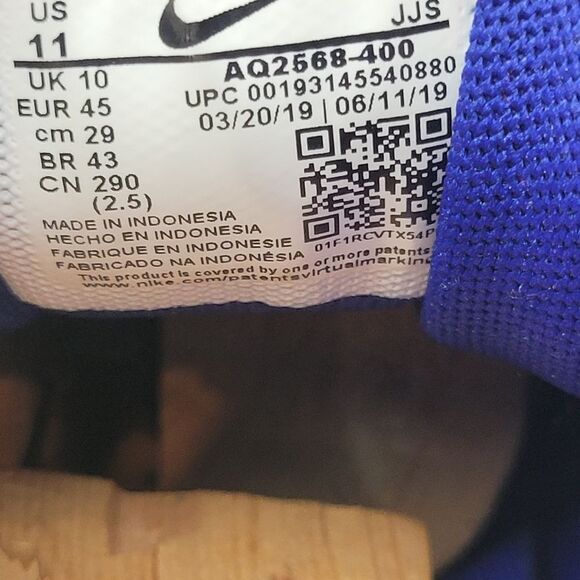 US
11
UK 10
EUR 45
cm 29
BR 43
CN 290
(2.5)
JJS
AQ2568-400
UPC 00193145540880
03/20/19 | 06/11/19
01F1RCVTX54P
MADE IN INDONESIA
HECHO EN INDONESIA
FABRIQUE EN INDONESIE
FABRICADO NA INDONÉSIA
This product is covered by one or more patents
www.nike.com/patents